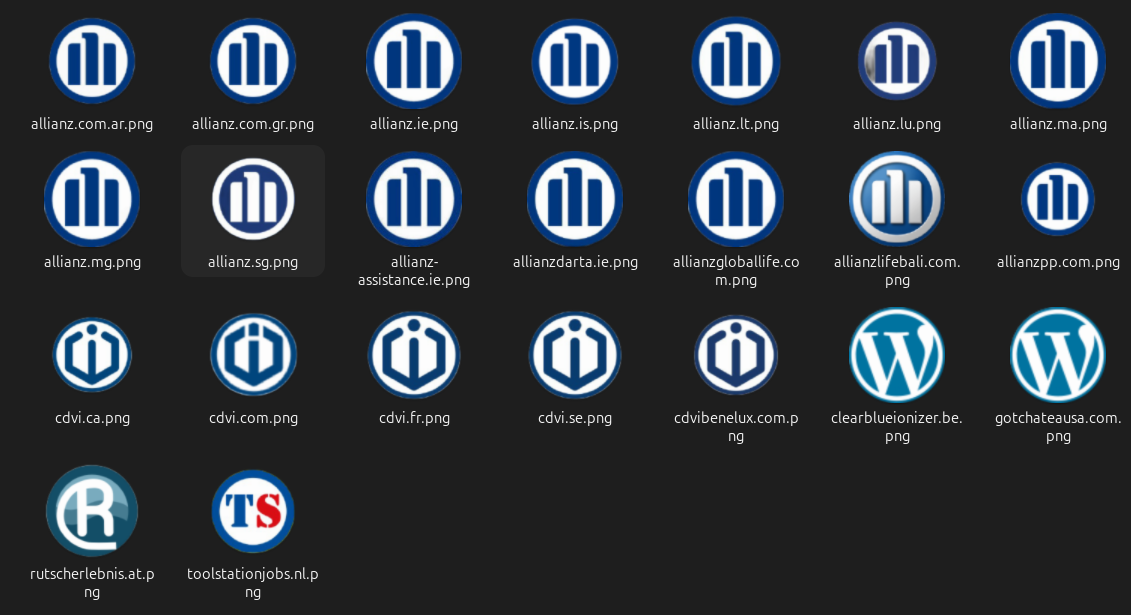 allianz.com.ar.png
allianz.com.gr.png
allianz.ie.png
allianz.is.png
allianz.lt.png
allianz.lu.png
allianz.ma.png
allianz.mg.png
allianz.sg.png
allianz-
assistance.ie.png
allianzdarta.ie.png
allianzgloballife.co
m.png
allianzlifebali.com.
png
allianzpp.com.png
cdvi.ca.png
cdvi.com.png
cdvi.fr.png
cdvi.se.png
cdvibenelux.com.p
ng
W
clearblueionizer.be.
png
W
gotchateausa.com.
png
R
rutscherlebnis.at.p
ng
TS
toolstationjobs.nl.p
ng